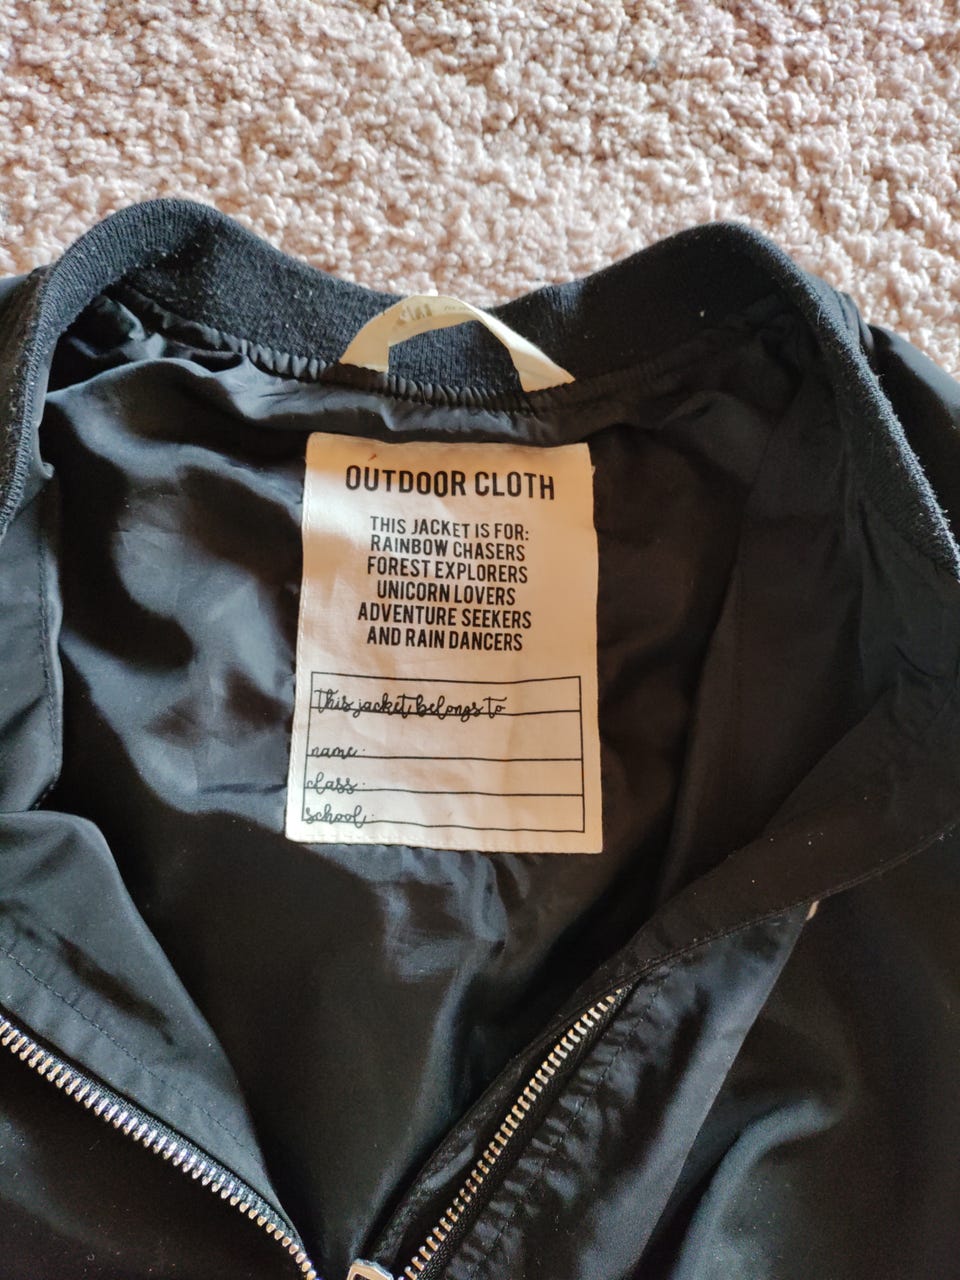 OUTDOOR CLOTH
THIS JACKET IS FOR:
RAINBOW CHASERS
FOREST EXPLORERS
UNICORN LOVERS
ADVENTURE SEEKERS
AND RAIN DANCERS
this jacket belongs to
name:
class:
school: